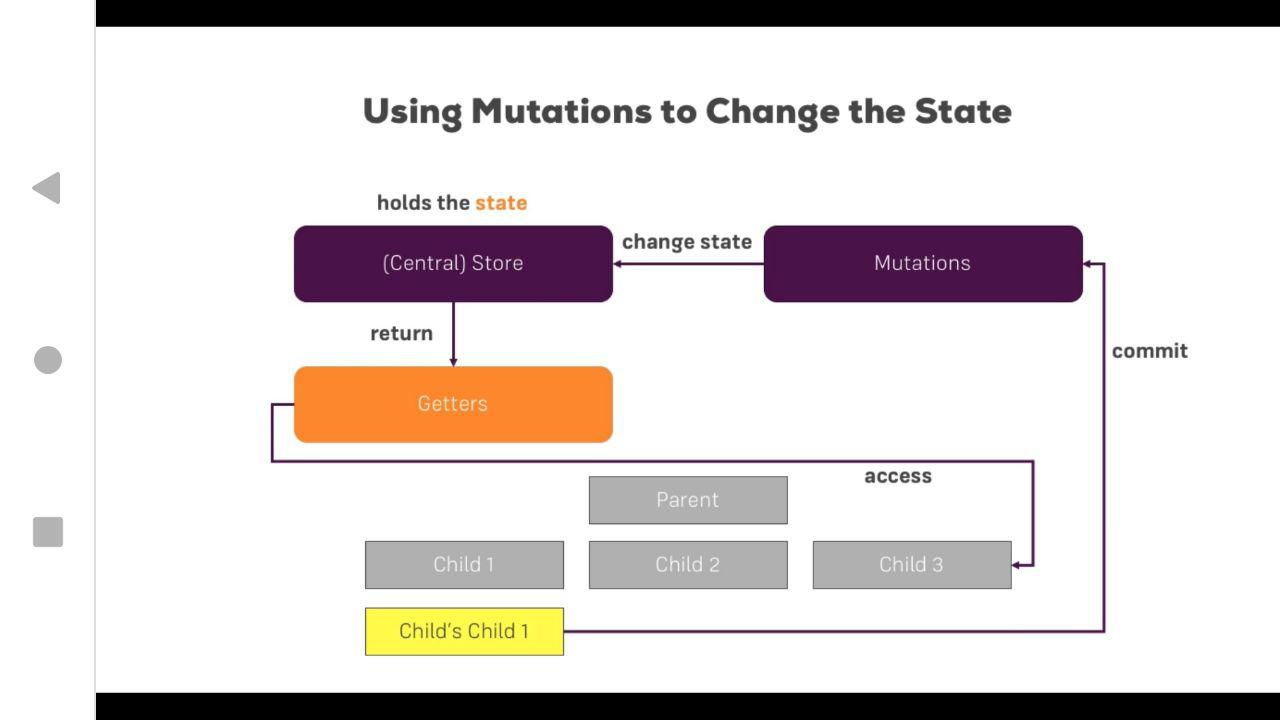 Using Mutations to Change the State
holds the state
(Central) Store
change state
Mutations
return
commit
Getters
access
Parent
Child 1
Child 2
Child 3
Child's Child 1